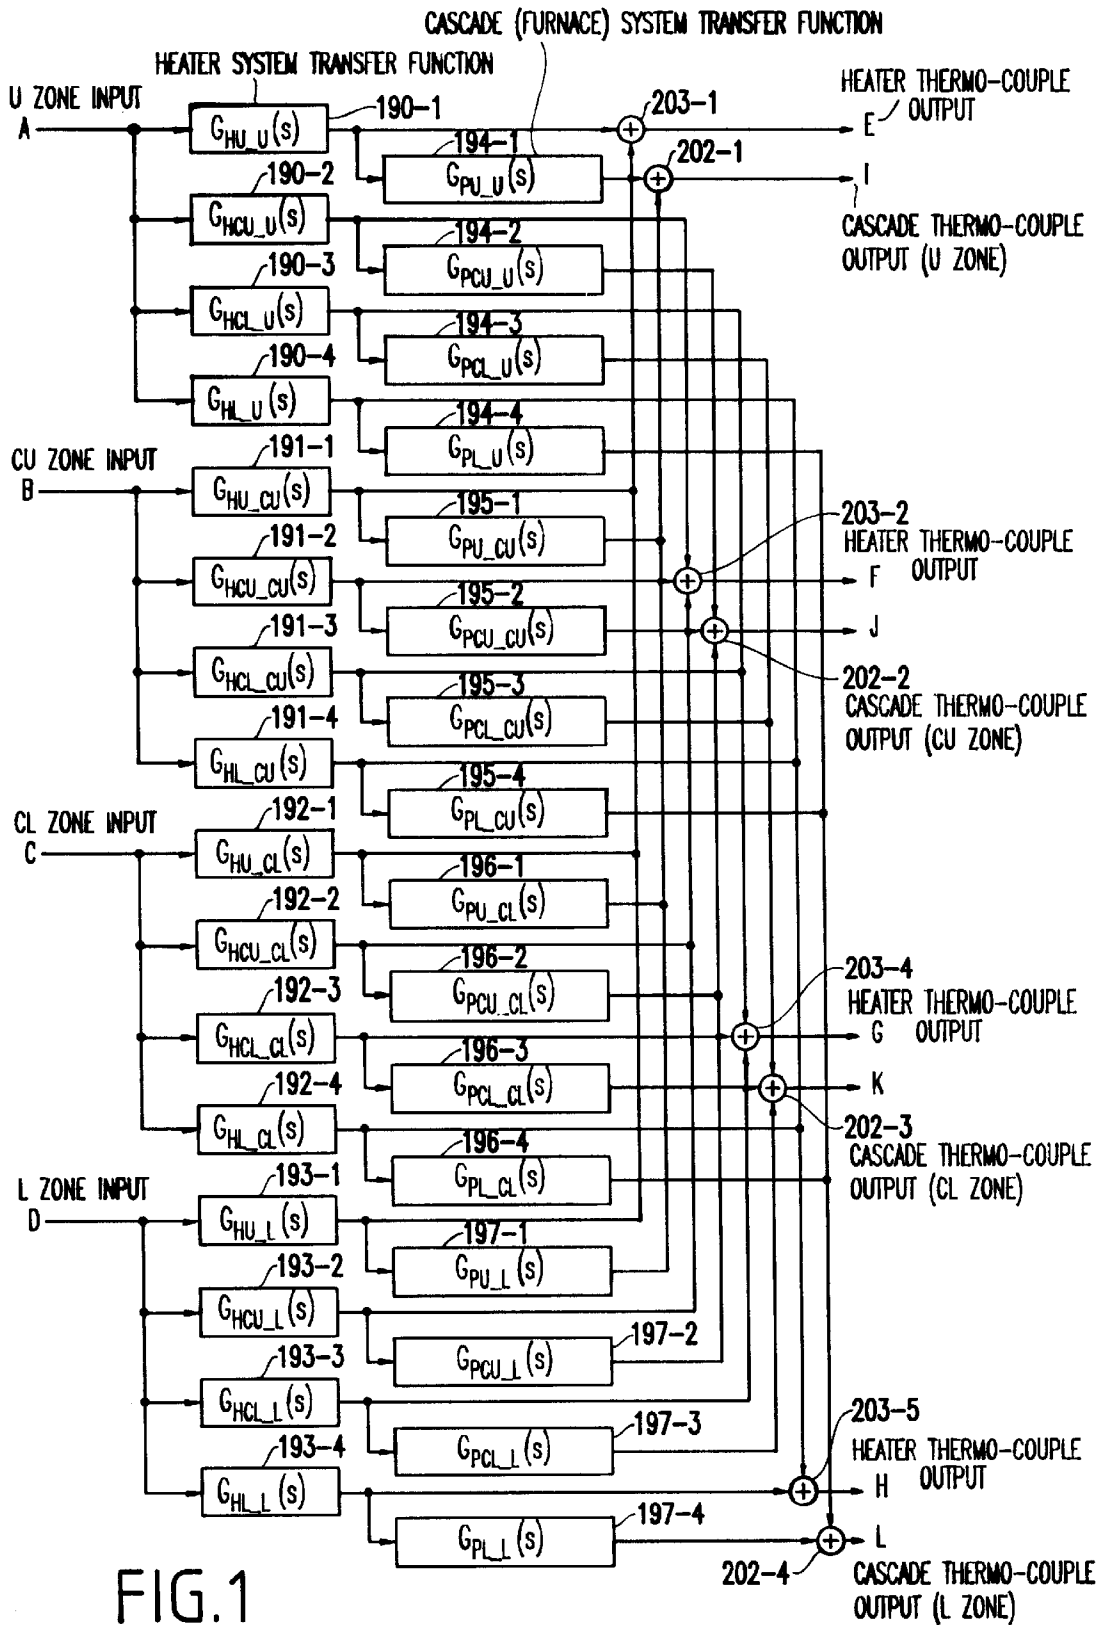 CASCADE (FURNACE) SYSTEM TRANSFER FUNCTION
HEATER SYSTEM TRANSFER FUNCTION
U ZONE INPUT
A
190-1
G_HU_U(s)
203-1
HEATER THERMO-COUPLE
OUTPUT
E
194-1
G_PU_U(s)
202-1
I
CASCADE THERMO-COUPLE
OUTPUT (U ZONE)
190-2
G_HCU_U(s)
194-2
G_PCU_U(s)
190-3
G_HCL_U(s)
194-3
G_PCL_U(s)
190-4
G_HL_U(s)
194-4
G_PL_U(s)
CU ZONE INPUT
B
191-1
G_HU_CU(s)
195-1
G_PU_CU(s)
191-2
G_HCU_CU(s)
203-2
HEATER THERMO-COUPLE
OUTPUT
F
195-2
G_PCU_CU(s)
J
202-2
CASCADE THERMO-COUPLE
OUTPUT (CU ZONE)
191-3
G_HCL_CU(s)
195-3
G_PCL_CU(s)
191-4
G_HL_CU(s)
195-4
G_PL_CU(s)
CL ZONE INPUT
C
192-1
G_HU_CL(s)
196-1
G_PU_CL(s)
192-2
G_HCU_CL(s)
196-2
G_PCU_CL(s)
192-3
G_HCL_CL(s)
203-4
HEATER THERMO-COUPLE
OUTPUT
G
196-3
G_PCL_CL(s)
K
202-3
CASCADE THERMO-COUPLE
OUTPUT (CL ZONE)
192-4
G_HL_CL(s)
196-4
G_PL_CL(s)
L ZONE INPUT
D
193-1
G_HU_L(s)
197-1
G_PU_L(s)
193-2
G_HCU_L(s)
197-2
G_PCU_L(s)
193-3
G_HCL_L(s)
197-3
G_PCL_L(s)
193-4
G_HL_L(s)
203-5
HEATER THERMO-COUPLE
OUTPUT
H
197-4
G_PL_L(s)
L
202-4
CASCADE THERMO-COUPLE
OUTPUT (L ZONE)
FIG.1